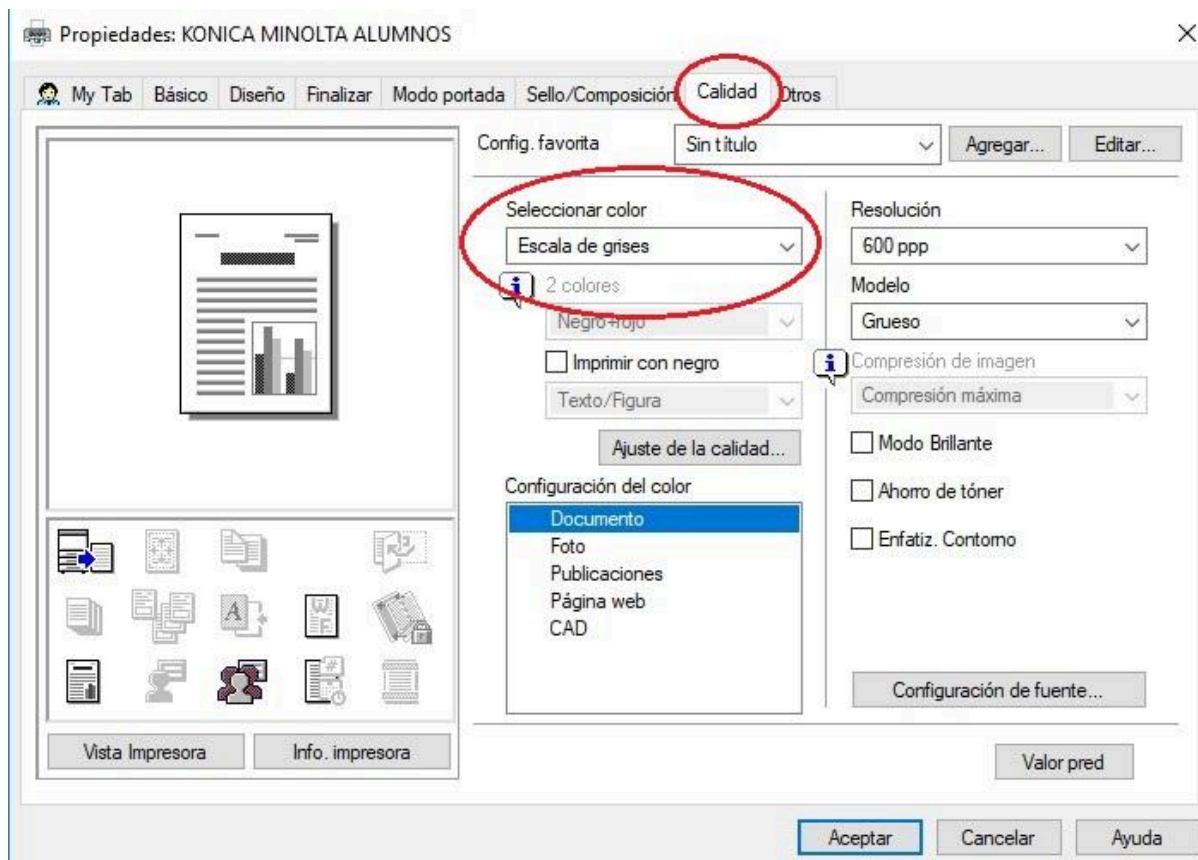 Propiedades: KONICA MINOLTA ALUMNOS
My Tab Básico Diseño Finalizar Modo portada Sello/Composición Calidad Otros
Config. favorita Sin título Agregar... Editar...
Seleccionar color
Escala de grises
2 colores
Negro+rojo
Imprimir con negro
Texto/Figura
Ajuste de la calidad...
Configuración del color
Documento
Foto
Publicaciones
Página web
CAD
Resolución
600 ppp
Modelo
Grueso
Compresión de imagen
Compresión máxima
Modo Brillante
Ahorro de tóner
Enfatiz. Contorno
Configuración de fuente...
Vista Impresora Info. impresora
Valor pred
Aceptar Cancelar Ayuda